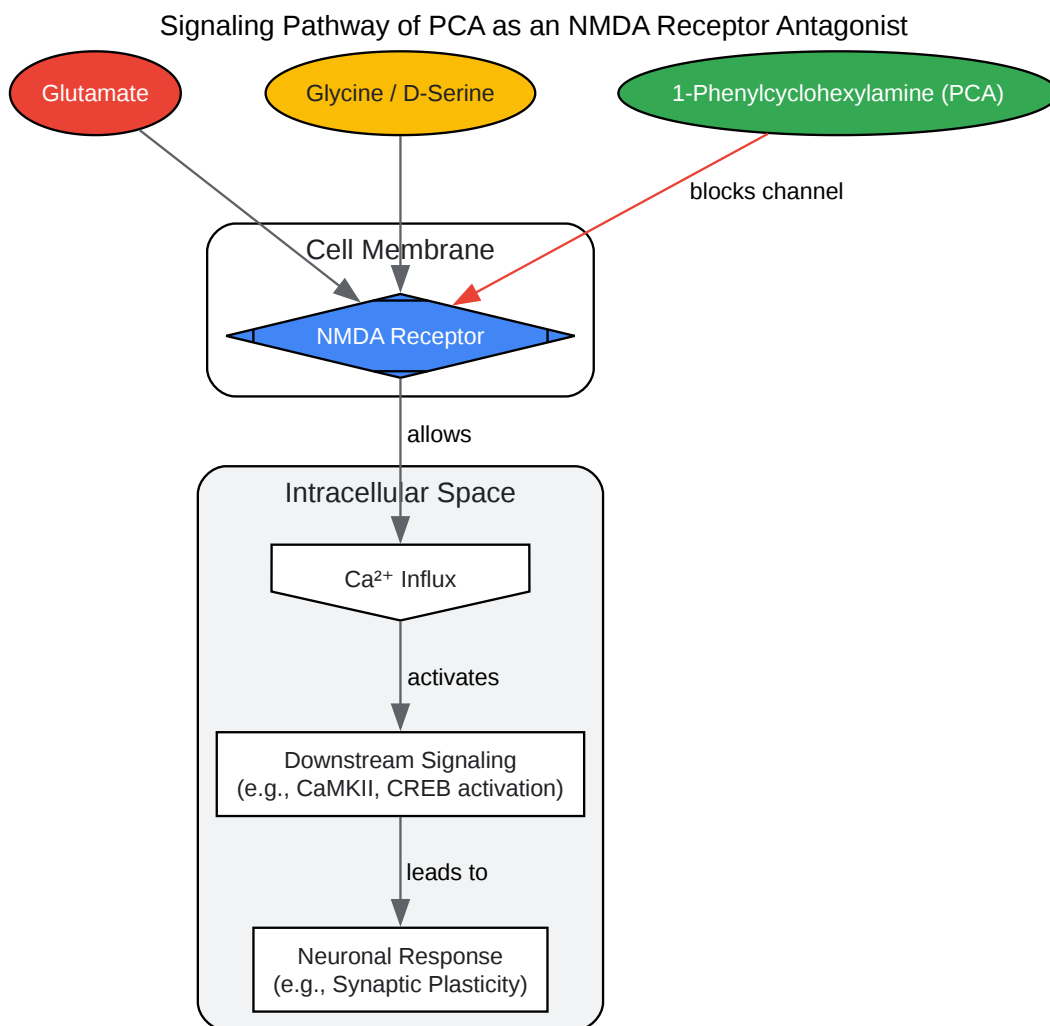 Signaling Pathway of PCA as an NMDA Receptor Antagonist
Glutamate
Glycine / D-Serine
1-Phenylcyclohexylamine (PCA)
blocks channel
Cell Membrane
NMDA Receptor
allows
Intracellular Space
Ca²⁺ Influx
activates
Downstream Signaling
(e.g., CaMKII, CREB activation)
leads to
Neuronal Response
(e.g., Synaptic Plasticity)